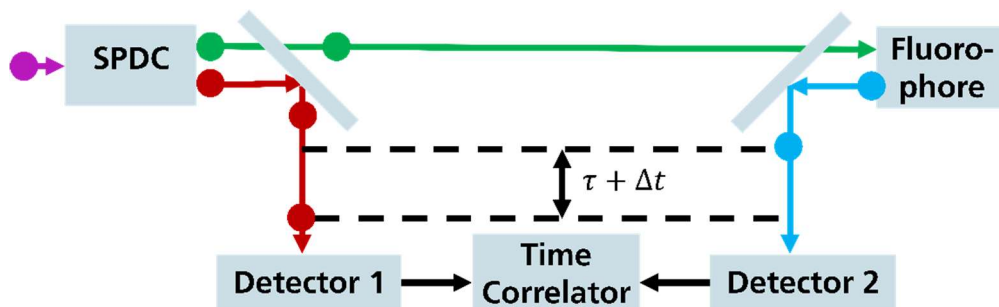 SPDC
Fluoro-
phore
τ + Δt
Detector 1
Time
Correlator
Detector 2